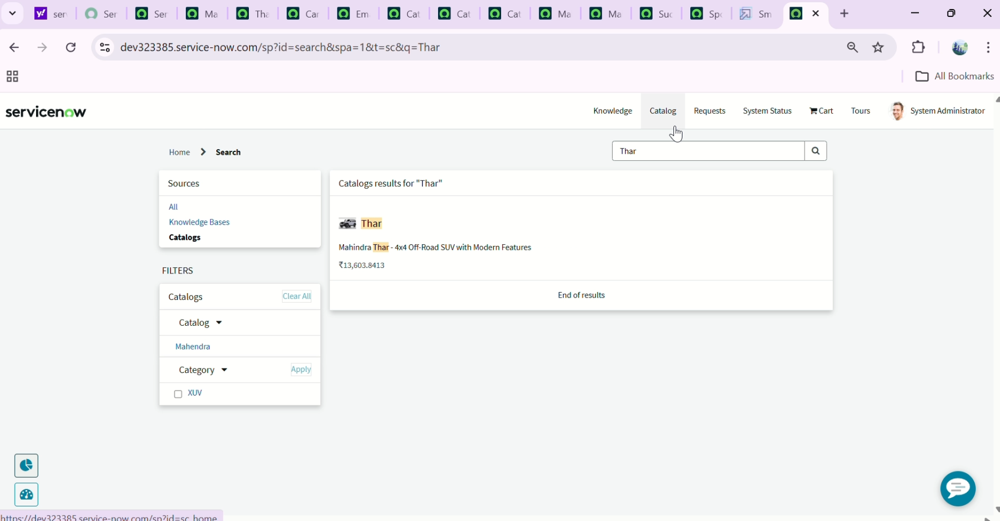 ser
Ser
Ser
Ma
Tha
Car
Em
Cat
Cat
Cat
Ma
Ma
Suc
Spo
Sm
dev323385.service-now.com/sp?id=search&spa=1&t=sc&q=Thar
All Bookmarks
servicenow
Knowledge
Catalog
Requests
System Status
Cart
Tours
System Administrator
Home
Search
Thar
Sources
All
Knowledge Bases
Catalogs
FILTERS
Catalogs
Clear All
Catalog
Mahendra
Category
Apply
XUV
Catalogs results for "Thar"
Thar
Mahindra Thar - 4x4 Off-Road SUV with Modern Features
₹13,603.8413
End of results
https://dev323385.service-now.com/sp?id=sc_home